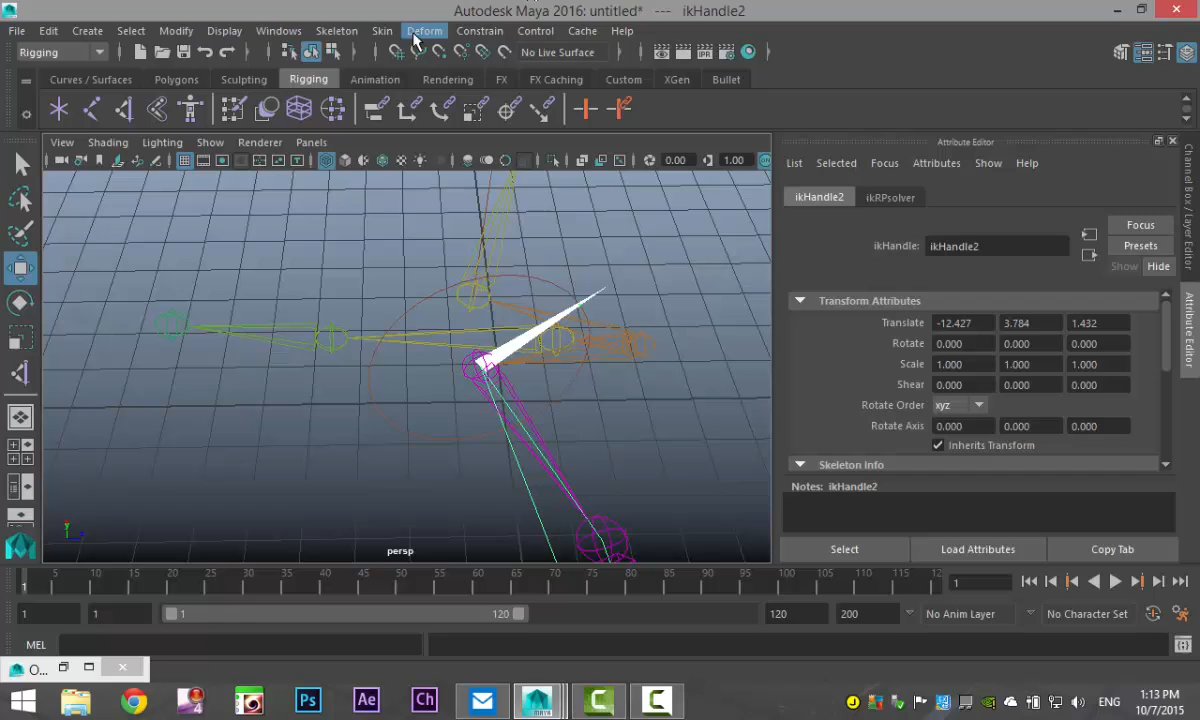 Autodesk Maya 2016: untitled* --- ikHandle2
File Edit Create Select Modify Display Windows Skeleton Skin Deform Constrain Control Cache Help
Rigging No Live Surface
Curves / Surfaces Polygons Sculpting Rigging Animation Rendering FX FX Caching Custom XGen Bullet
View Shading Lighting Show Renderer Panels
0.00 1.00
Attribute Editor
List Selected Focus Attributes Show Help
ikHandle2 ikRPsolver
Focus
ikHandle: ikHandle2 Presets
Show Hide
Transform Attributes
Translate -12.427 3.784 1.432
Rotate 0.000 0.000 0.000
Scale 1.000 1.000 1.000
Shear 0.000 0.000 0.000
Rotate Order xyz
Rotate Axis 0.000 0.000 0.000
Inherits Transform
Skeleton Info
Notes: ikHandle2
Select Load Attributes Copy Tab
Channel Box / Layer Editor
Attribute Editor
persp
5 10 15 20 25 30 35 40 45 50 55 60 65 70 75 80 85 90 95 100 105 110 115 12
1 1
1 1 1 120 120 200 No Anim Layer No Character Set
MEL
O...
Ps Ae Ch ENG 1:13 PM
10/7/2015